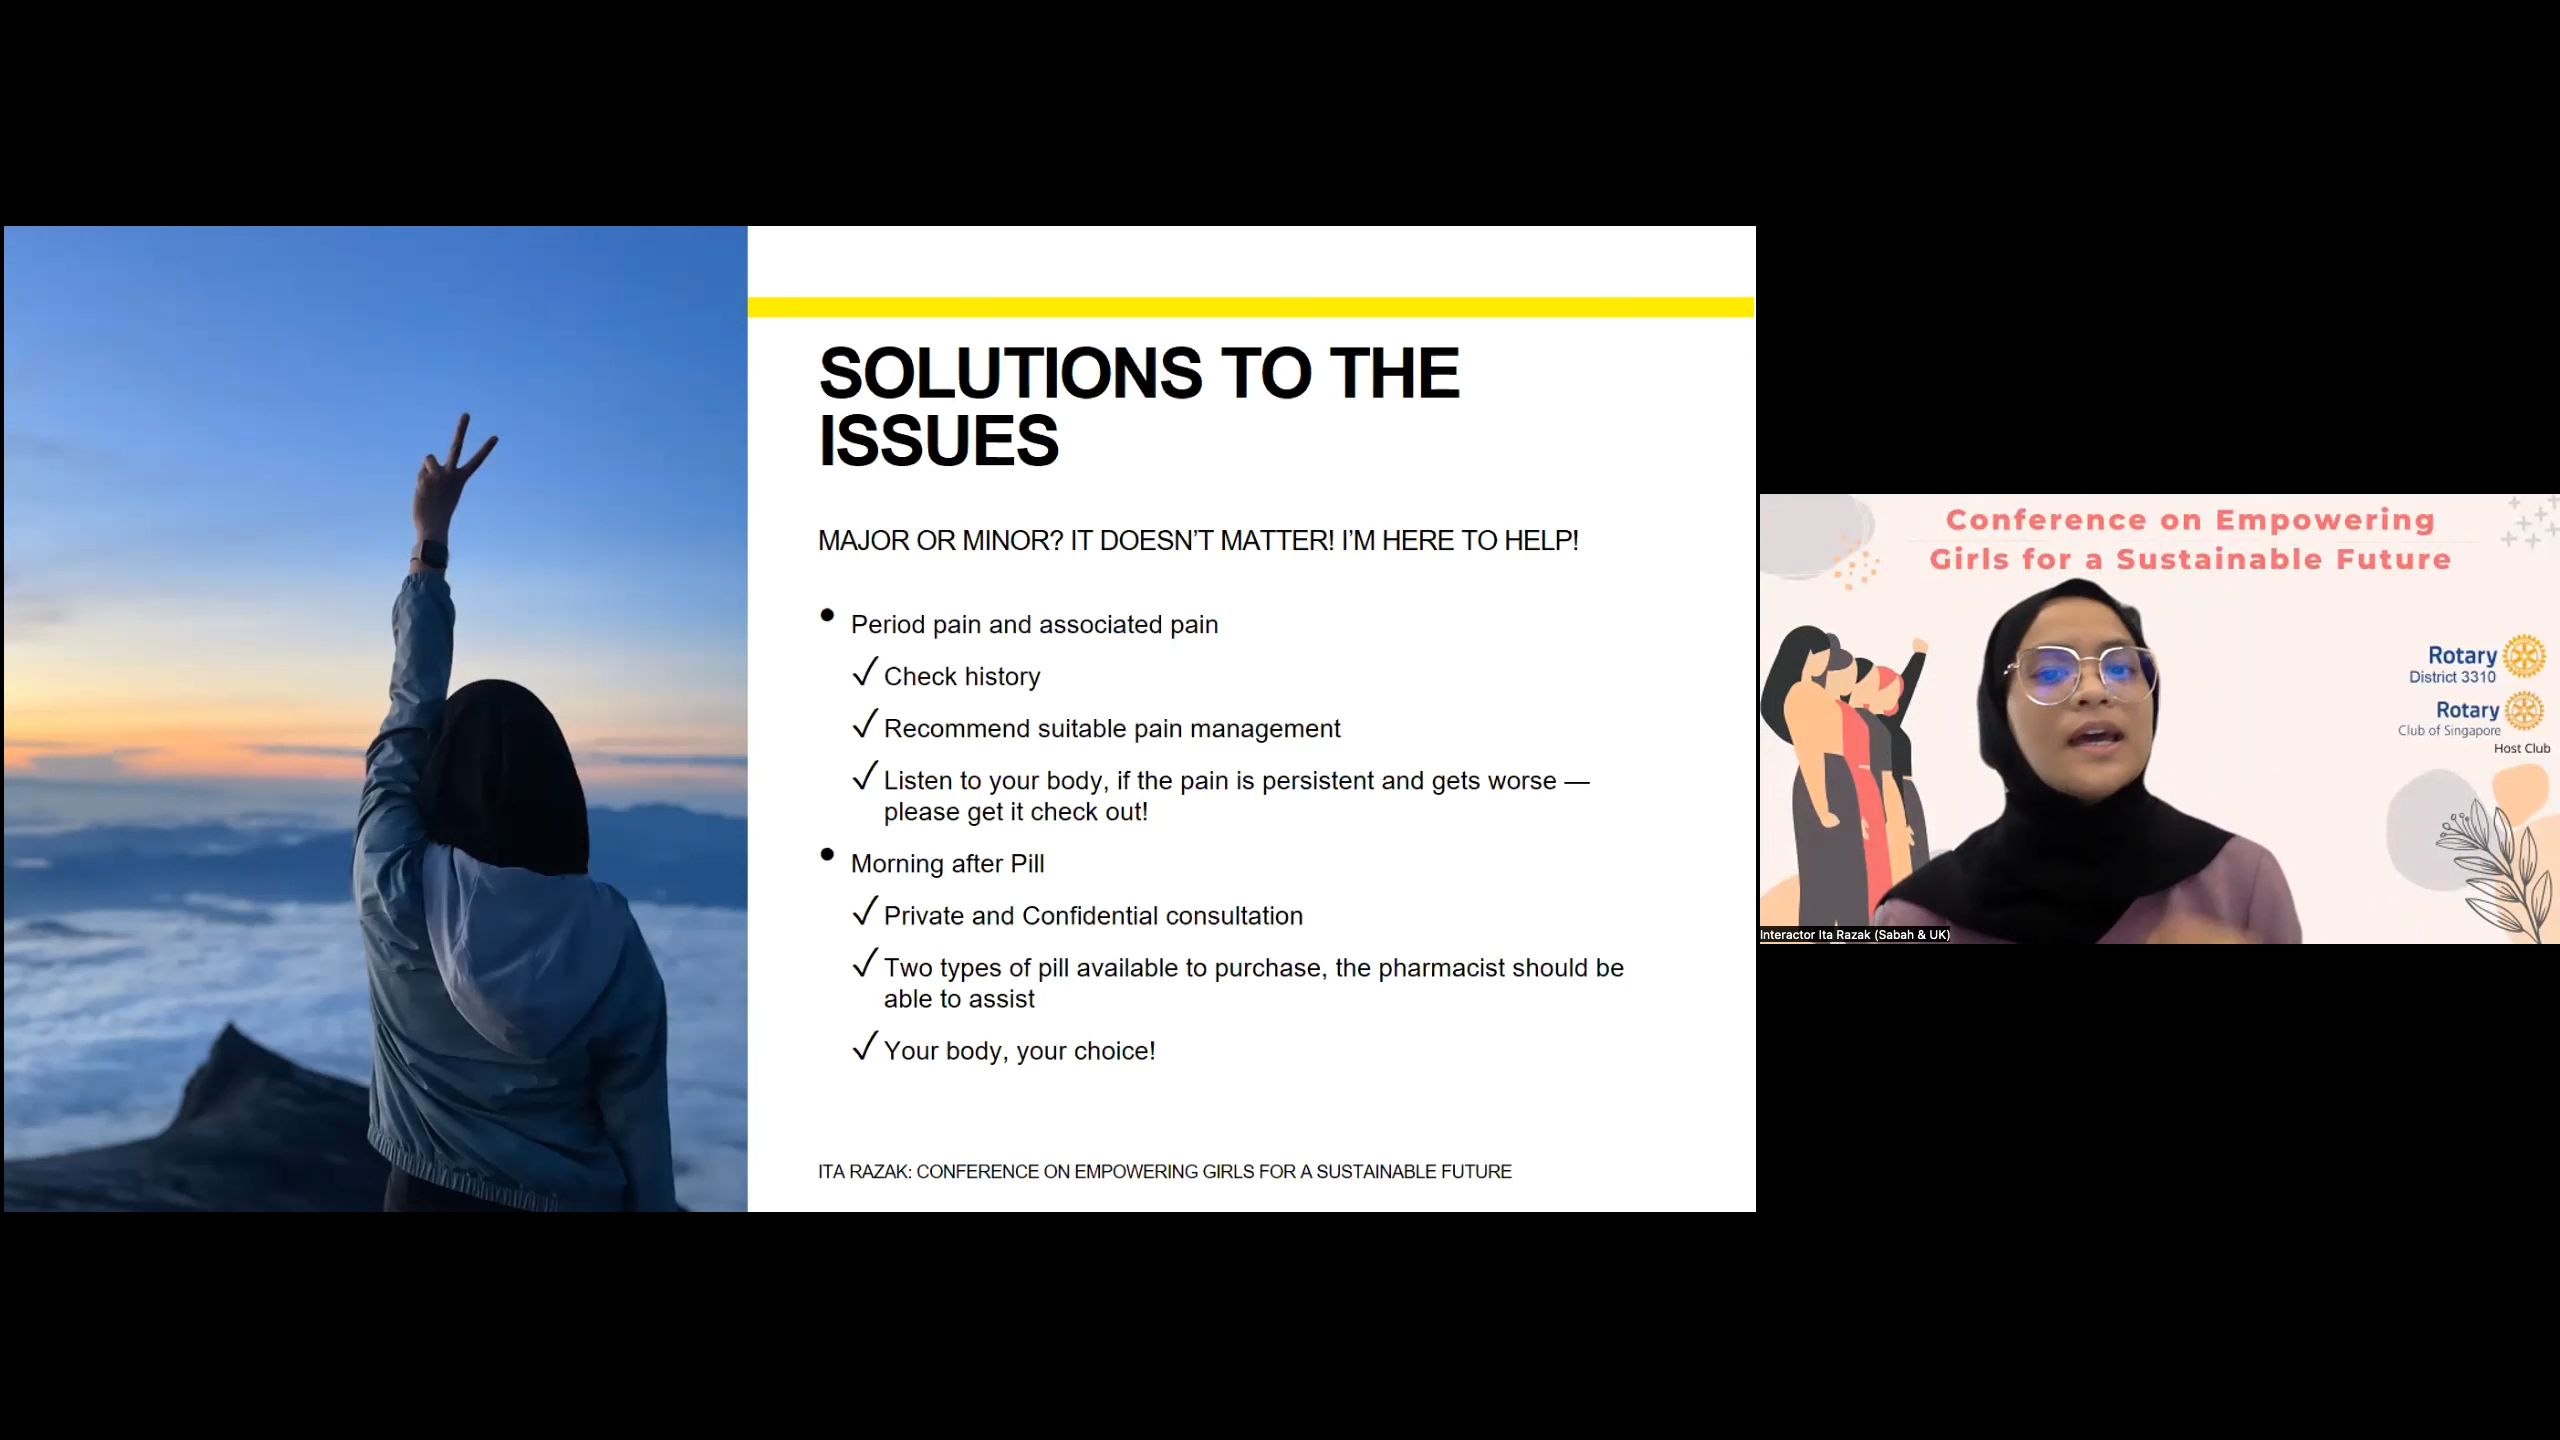 SOLUTIONS TO THE
ISSUES
MAJOR OR MINOR? IT DOESN’T MATTER! I’M HERE TO HELP!
• Period pain and associated pain
✓ Check history
✓ Recommend suitable pain management
✓ Listen to your body, if the pain is persistent and gets worse —
please get it check out!
• Morning after Pill
✓ Private and Confidential consultation
✓ Two types of pill available to purchase, the pharmacist should be
able to assist
✓ Your body, your choice!
ITA RAZAK: CONFERENCE ON EMPOWERING GIRLS FOR A SUSTAINABLE FUTURE
Conference on Empowering
Girls for a Sustainable Future
Rotary
District 3310
Rotary
Club of Singapore
Host Club
Interactor Ita Razak (Sabah & UK)